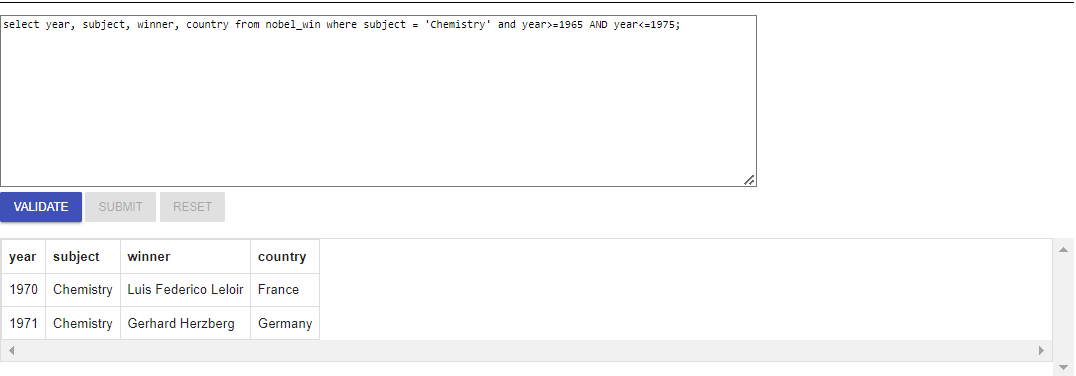 select year, subject, winner, country from nobel_win where subject = 'Chemistry' and year>=1965 AND year<=1975;
VALIDATE SUBMIT RESET
year subject winner country
1970 Chemistry Luis Federico Leloir France
1971 Chemistry Gerhard Herzberg Germany